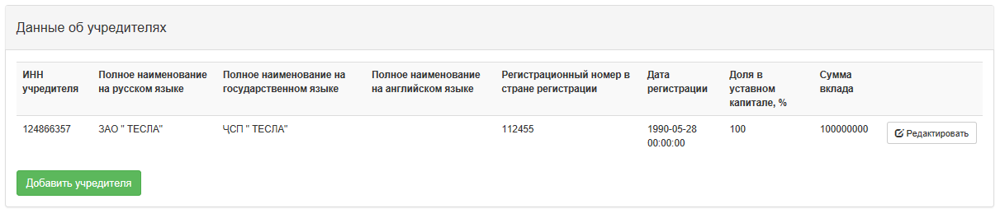 Данные об учредителях
ИНН учредителя
Полное наименование на русском языке
Полное наименование на государственном языке
Полное наименование на английском языке
Регистрационный номер в стране регистрации
Дата регистрации
Доля в уставном капитале, %
Сумма вклада
124866357
ЗАО " ТЕСЛА"
ҶСП " ТЕСЛА"
112455
1990-05-28 00:00:00
100
100000000
Редактировать
Добавить учредителя